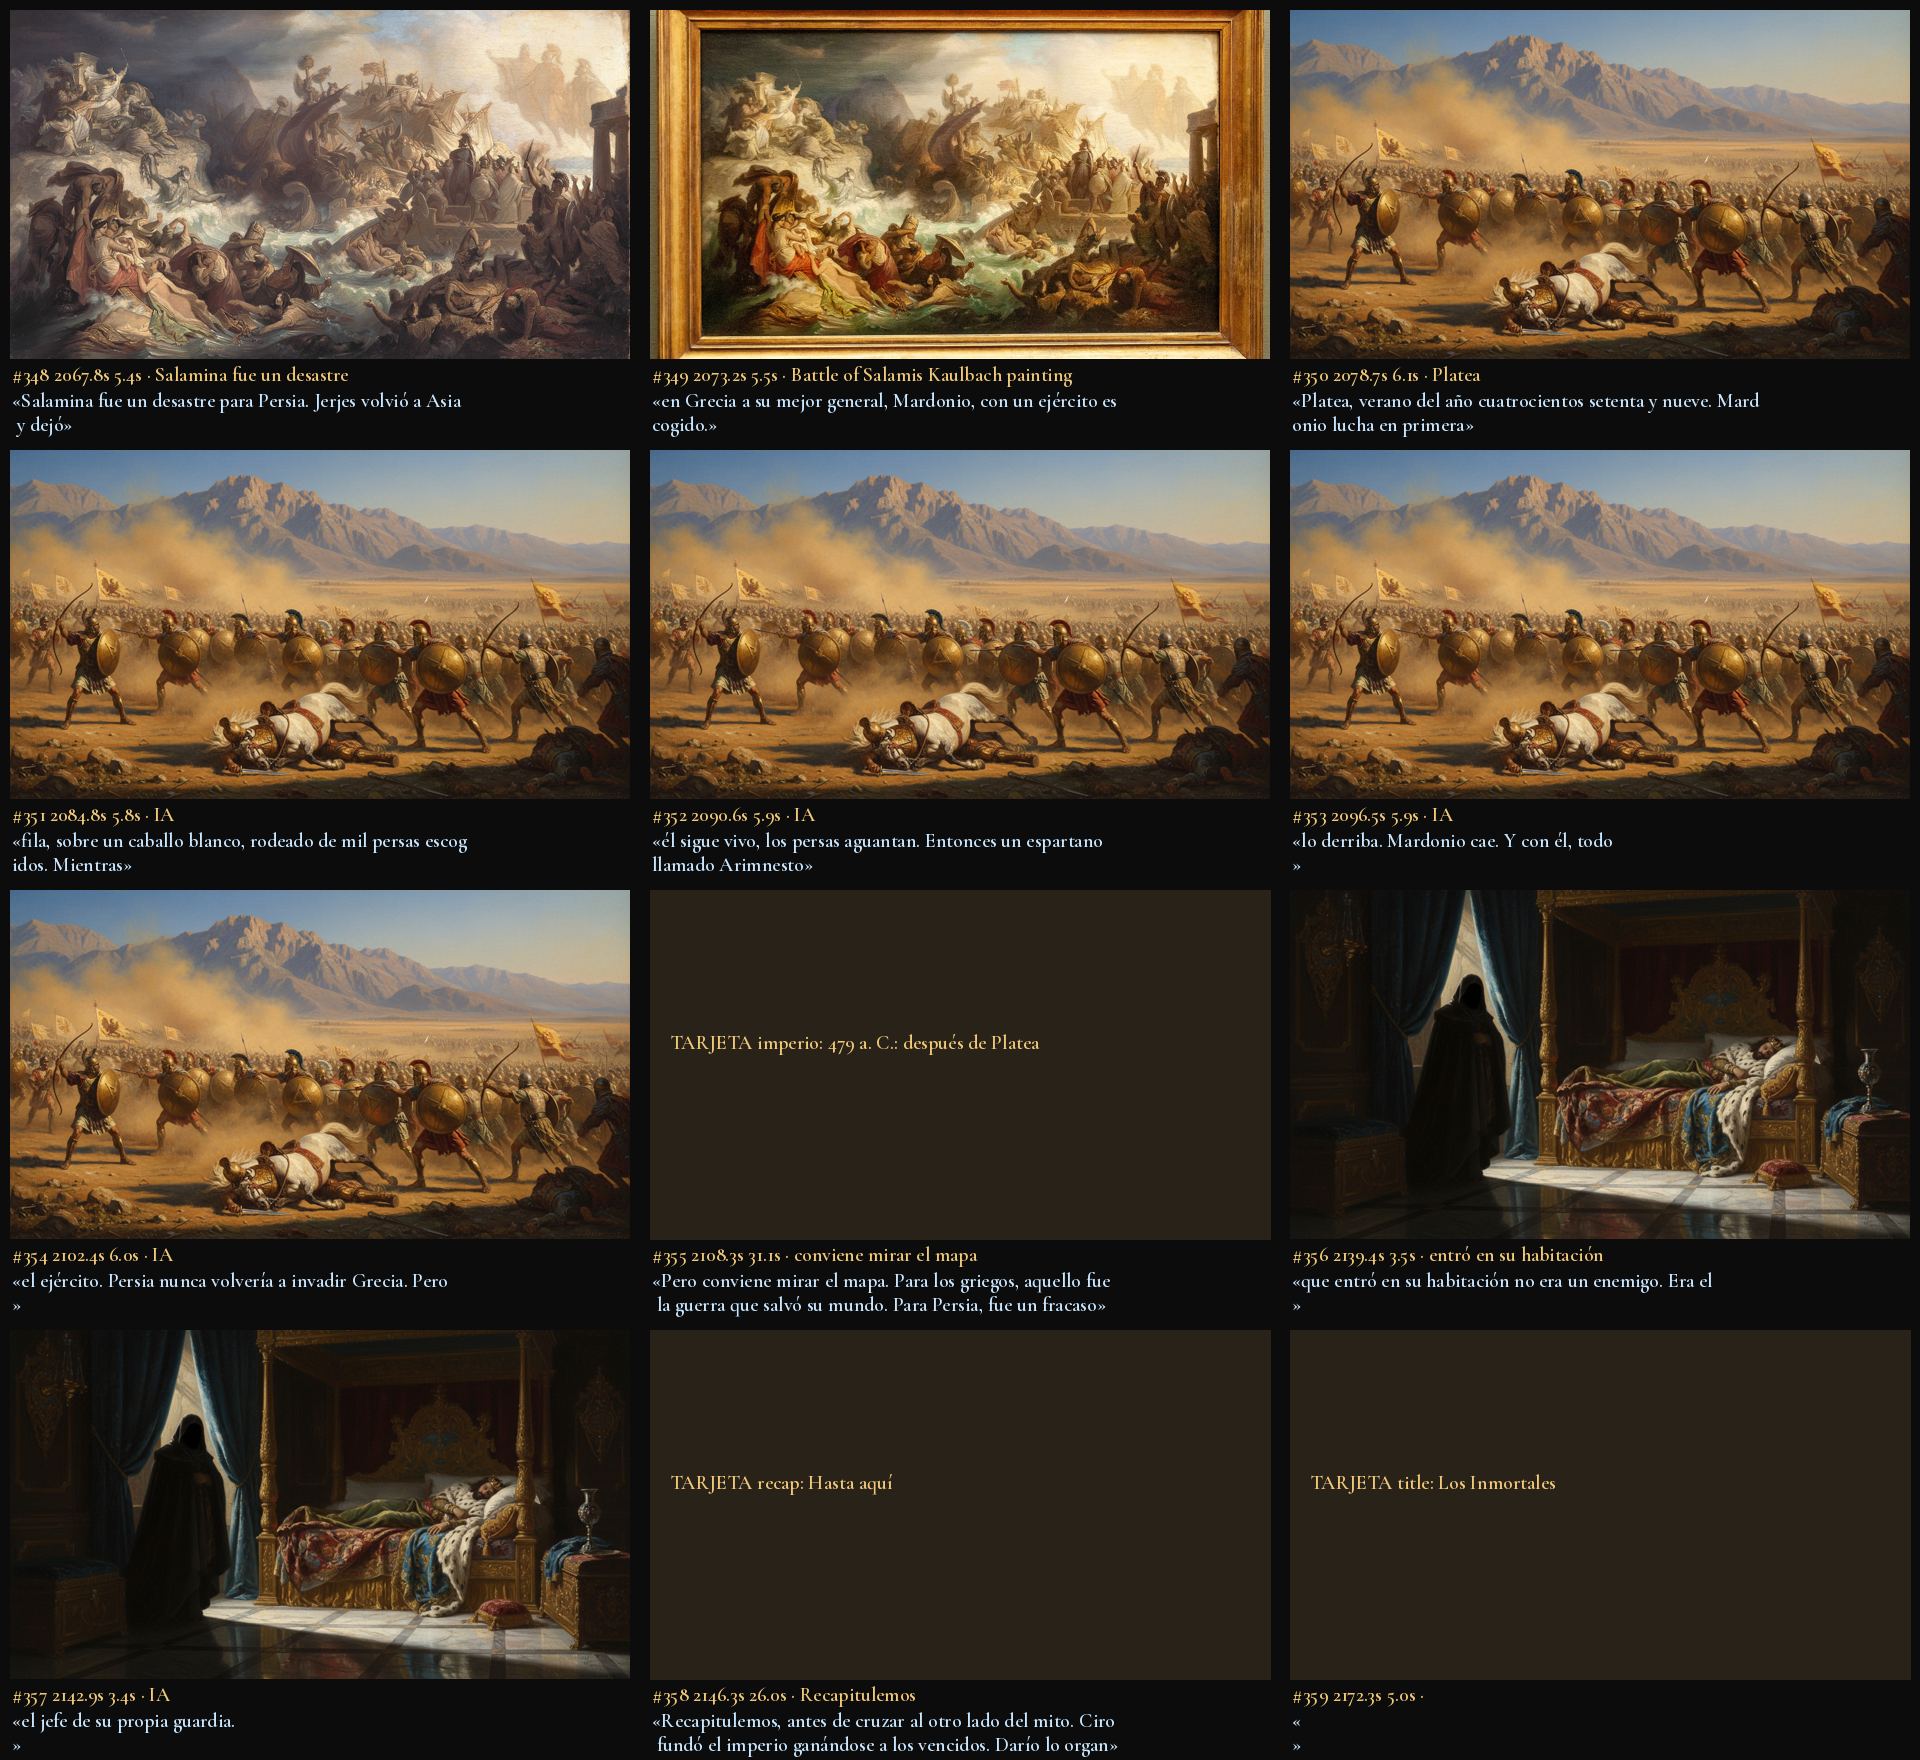 #348 2067.8s 5.4s · Salamina fue un desastre
«Salamina fue un desastre para Persia. Jerjes volvió a Asia
y dejó»
#349 2073.2s 5.5s · Battle of Salamis Kaulbach painting
«en Grecia a su mejor general, Mardonio, con un ejército es
cogido.»
#350 2078.7s 6.1s · Platea
«Platea, verano del año cuatrocientos setenta y nueve. Mard
onio lucha en primera»
#351 2084.8s 5.8s · IA
«fila, sobre un caballo blanco, rodeado de mil persas escog
idos. Mientras»
#352 2090.6s 5.9s · IA
«él sigue vivo, los persas aguantan. Entonces un espartano
llamado Arimnesto»
#353 2096.5s 5.9s · IA
«lo derriba. Mardonio cae. Y con él, todo
»
#354 2102.4s 6.0s · IA
«el ejército. Persia nunca volvería a invadir Grecia. Pero
»
TARJETA imperio: 479 a. C.: después de Platea
#355 2108.3s 31.1s · conviene mirar el mapa
«Pero conviene mirar el mapa. Para los griegos, aquello fue
la guerra que salvó su mundo. Para Persia, fue un fracaso»
#356 2139.4s 3.5s · entró en su habitación
«que entró en su habitación no era un enemigo. Era el
»
#357 2142.9s 3.4s · IA
«el jefe de su propia guardia.
»
TARJETA recap: Hasta aquí
#358 2146.3s 26.0s · Recapitulemos
«Recapitulemos, antes de cruzar al otro lado del mito. Ciro
fundó el imperio ganándose a los vencidos. Darío lo organ»
TARJETA title: Los Inmortales
#359 2172.3s 5.0s ·
«
»